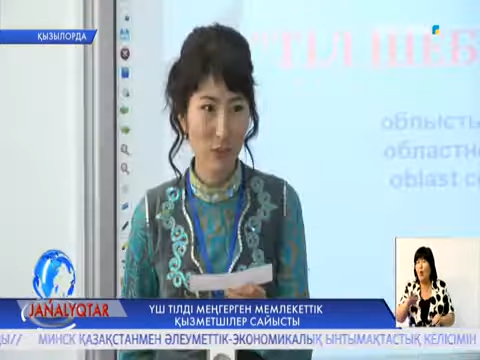 ҚЫЗЫЛОРДА
"ТІЛ ШЕБ
облысты
областно
oblast co
JAŃALYQTAR
ҮШ ТІЛДІ МЕҢГЕРГЕН МЕМЛЕКЕТТІК
ҚЫЗМЕТШІЛЕР САЙЫСТЫ
Ы// МИНСК ҚАЗАҚСТАНМЕН ӘЛЕУМЕТТІК-ЭКОНОМИКАЛЫҚ ЫНТЫМАҚТАСТЫҚ КЕЛІСІМІН